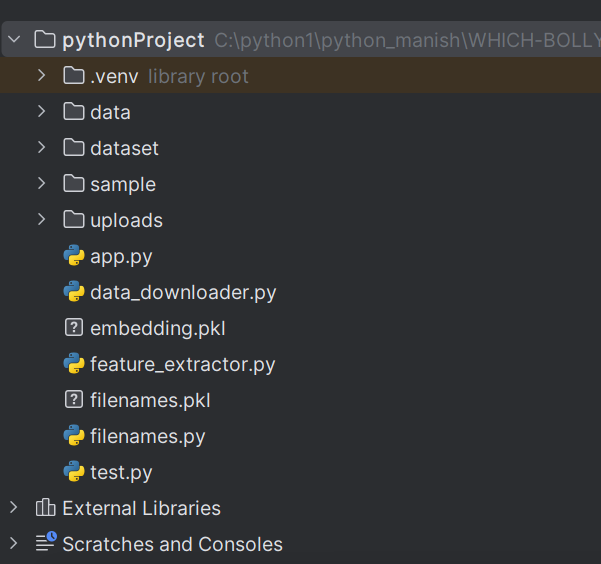 pythonProject C:\python1\python_manish\WHICH-BOLLY
.venv library root
data
dataset
sample
uploads
app.py
data_downloader.py
embedding.pkl
feature_extractor.py
filenames.pkl
filenames.py
test.py
External Libraries
Scratches and Consoles